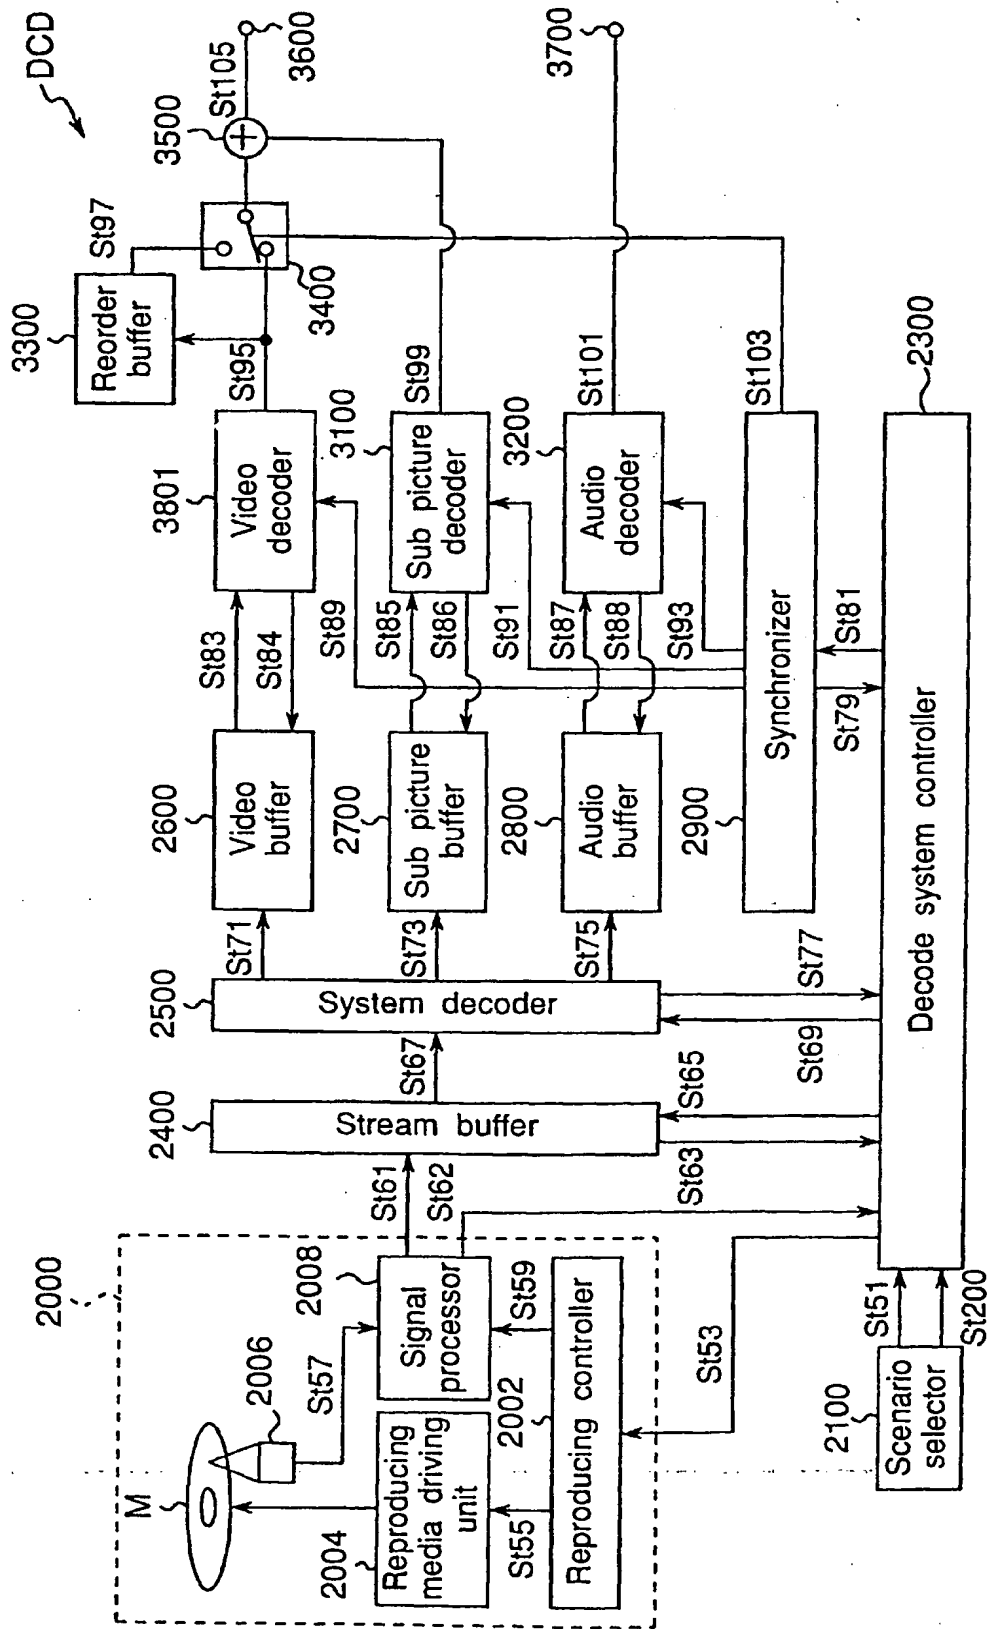 DCD
2000
M
2006
2004
Reproducing
media driving
unit
St57
2008
Signal
processor
St55
2002
St59
Reproducing controller
St53
2100
Scenario
selector
St51
St200
St61
St62
2400
Stream buffer
St63
St65
St67
2500
System decoder
St69
St77
St71
St73
St75
2600
Video
buffer
2700
Sub picture
buffer
2800
Audio
buffer
2900
Synchronizer
St79
St81
St83
St84
St89
St85
St86
St91
St87
St88
St93
3801
Video
decoder
3100
Sub picture
decoder
3200
Audio
decoder
St95
St99
St101
St103
3300
Reorder
buffer
St97
3400
3500
St105
3600
3700
2300
Decode system controller